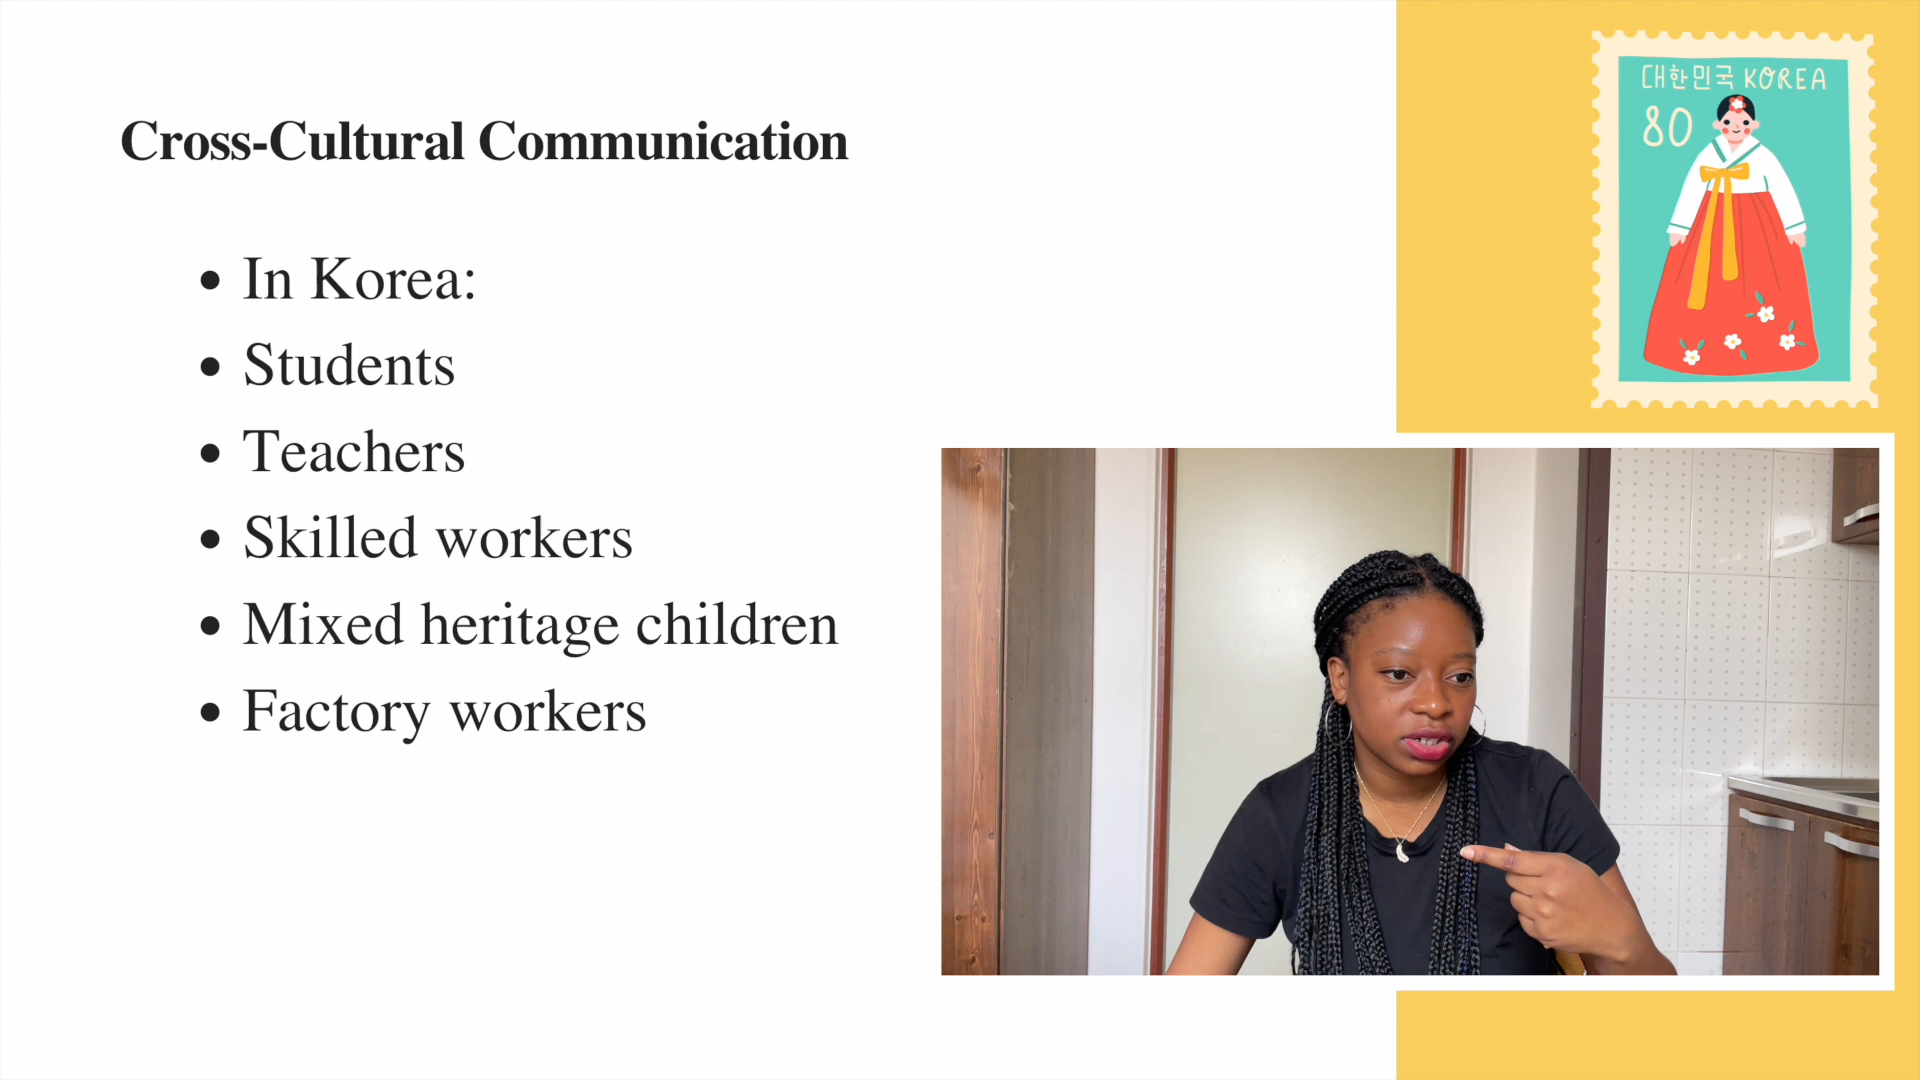 Cross-Cultural Communication
• In Korea:
• Students
• Teachers
• Skilled workers
• Mixed heritage children
• Factory workers
대한민국 KOREA
80